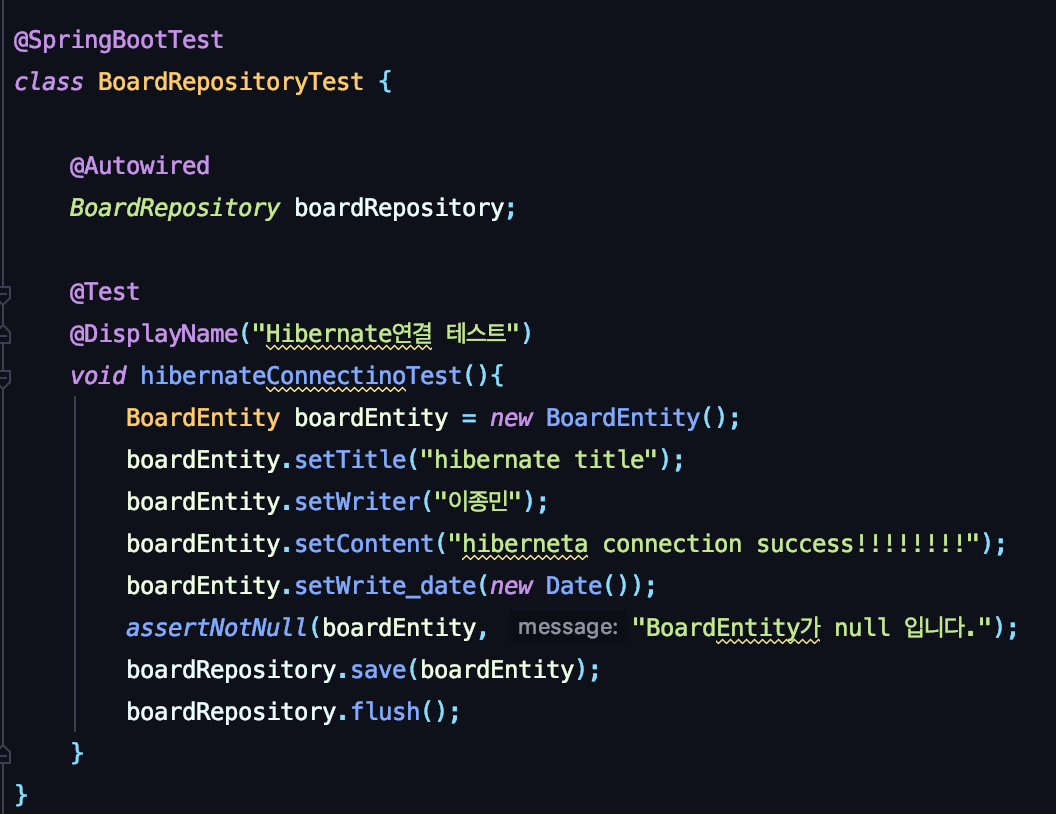 @SpringBootTest
class BoardRepositoryTest {
@Autowired
BoardRepository boardRepository;
@Test
@DisplayName("Hibernate연결 테스트")
void hibernateConnectinoTest(){
BoardEntity boardEntity = new BoardEntity();
boardEntity.setTitle("hibernate title");
boardEntity.setWriter("이종민");
boardEntity.setContent("hiberneta connection success!!!!!!!!");
boardEntity.setWrite_date(new Date());
assertNotNull(boardEntity, message: "BoardEntity가 null 입니다.");
boardRepository.save(boardEntity);
boardRepository.flush();
}
}